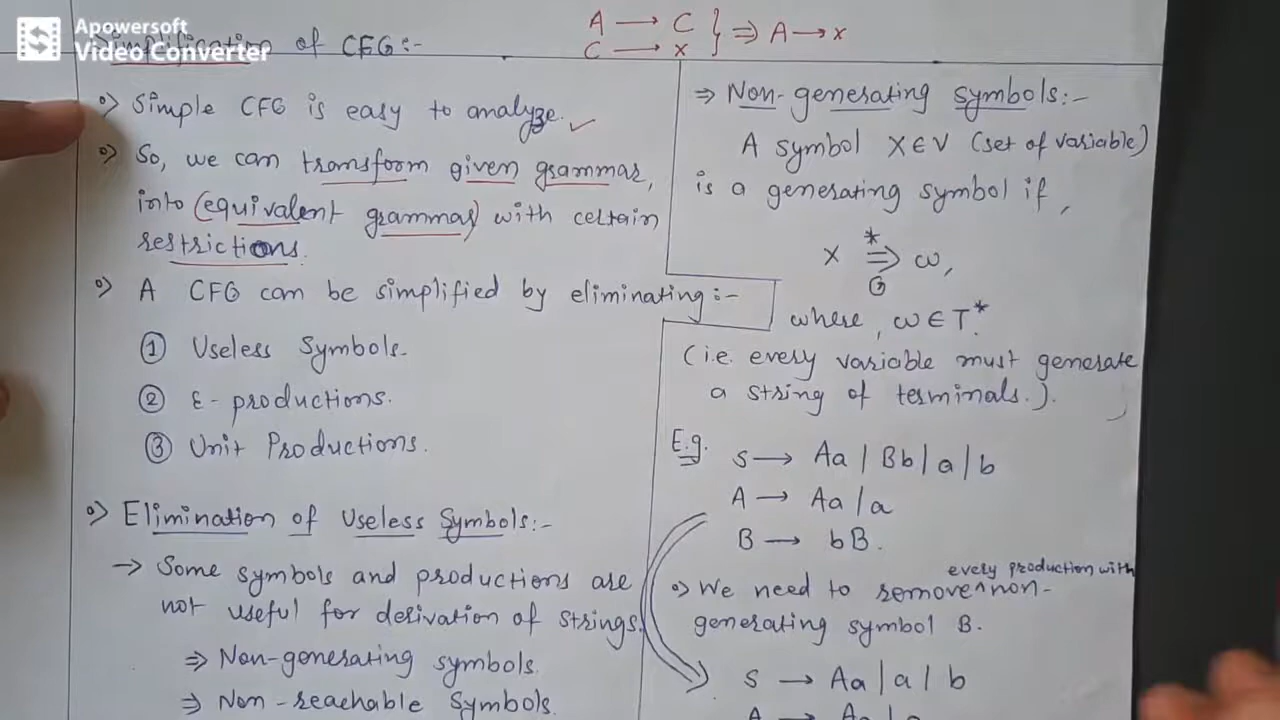 Apowersoft
Video Converter
Simplification of CFG:-
A → C } ⇒ A → x
C → x
•> Simple CFG is easy to analyze. ✓
•> So, we can transform given grammar,
into (equivalent grammar) with certain
restrictions.
•> A CFG can be simplified by eliminating:-
① Useless Symbols.
② ε-productions.
③ Unit Productions.
•> Elimination of Useless Symbols:-
→ Some symbols and productions are
not useful for derivation of strings.
⇒ Non-generating symbols.
⇒ Non-reachable Symbols.
⇒ Non-generating symbols:-
A symbol X∈V (set of variable)
is a generating symbol if,
X ⇒ ω,
*
G
where, ω∈T*.
(i.e. every variable must generate
a string of terminals.).
E.g. S → Aa | Bb | a | b
A → Aa | a
B → bB.
every production with
•> We need to remove ^ non-
generating symbol B.
S → Aa | a | b
A → Aa | a